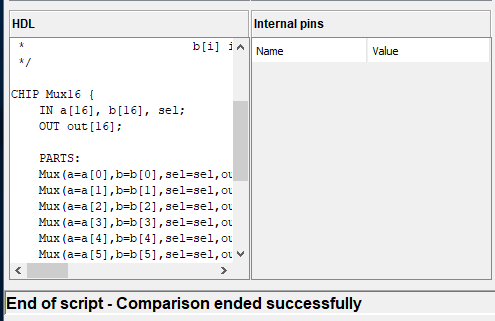 HDL
Internal pins
* b[i] i
*/
CHIP Mux16 {
IN a[16], b[16], sel;
OUT out[16];
PARTS:
Mux(a=a[0],b=b[0],sel=sel,ou
Mux(a=a[1],b=b[1],sel=sel,ou
Mux(a=a[2],b=b[2],sel=sel,ou
Mux(a=a[3],b=b[3],sel=sel,ou
Mux(a=a[4],b=b[4],sel=sel,ou
Mux(a=a[5],b=b[5],sel=sel,ou
Name Value
End of script - Comparison ended successfully